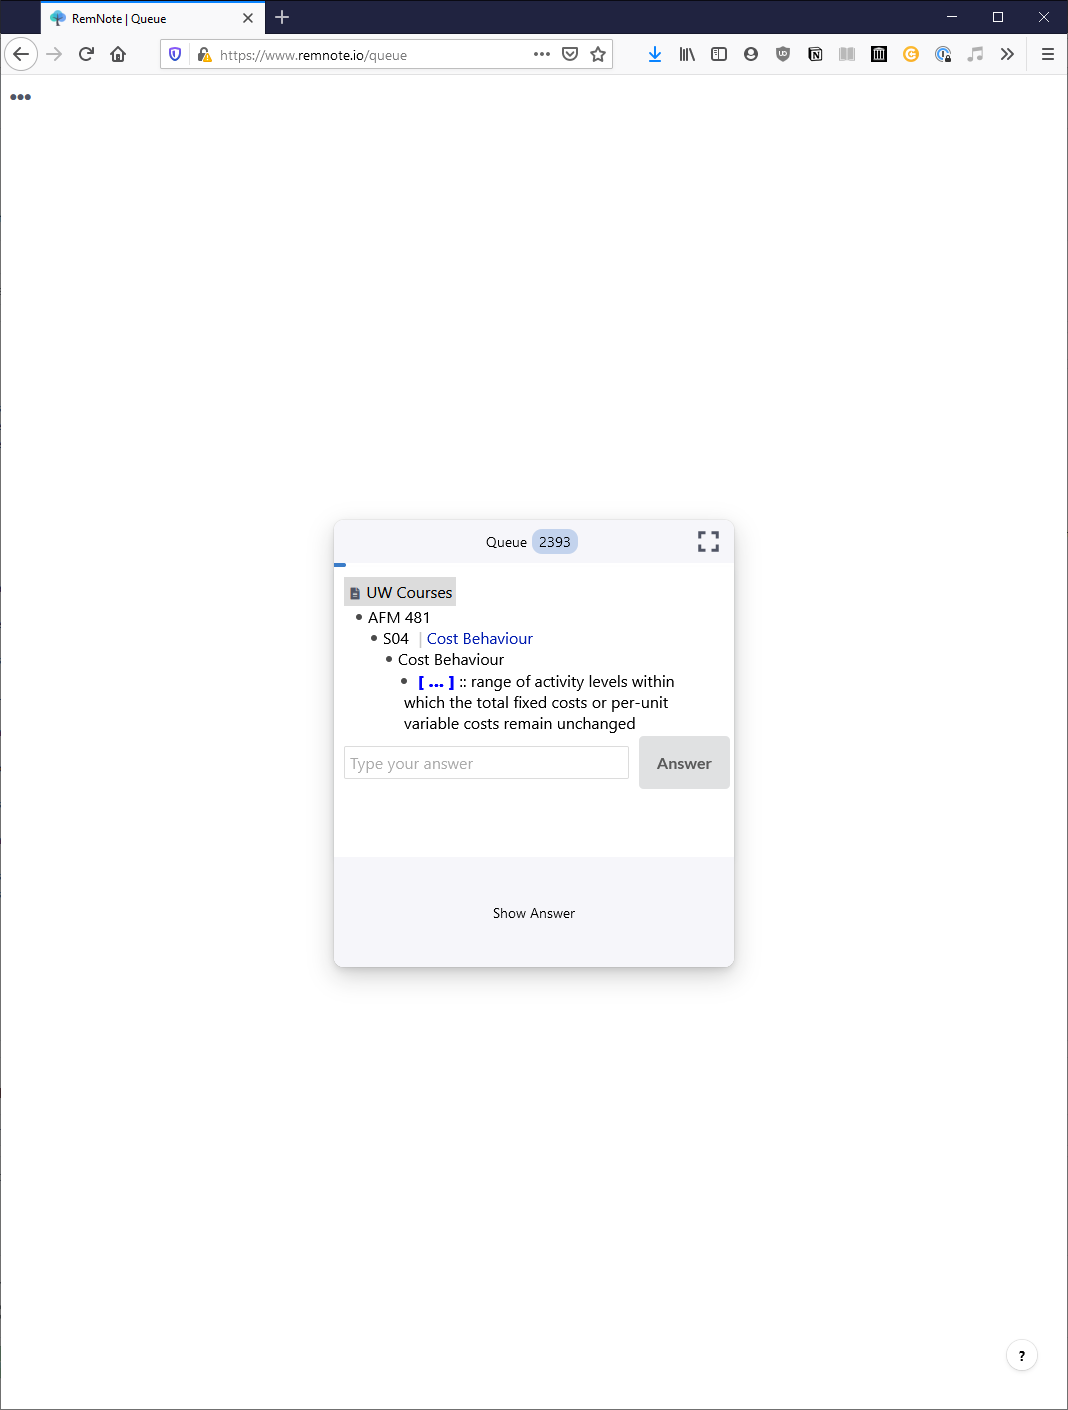 RemNote | Queue
https://www.remnote.io/queue
Queue 2393
UW Courses
AFM 481
S04 | Cost Behaviour
Cost Behaviour
[ ... ] :: range of activity levels within
which the total fixed costs or per-unit
variable costs remain unchanged
Type your answer
Answer
Show Answer
?